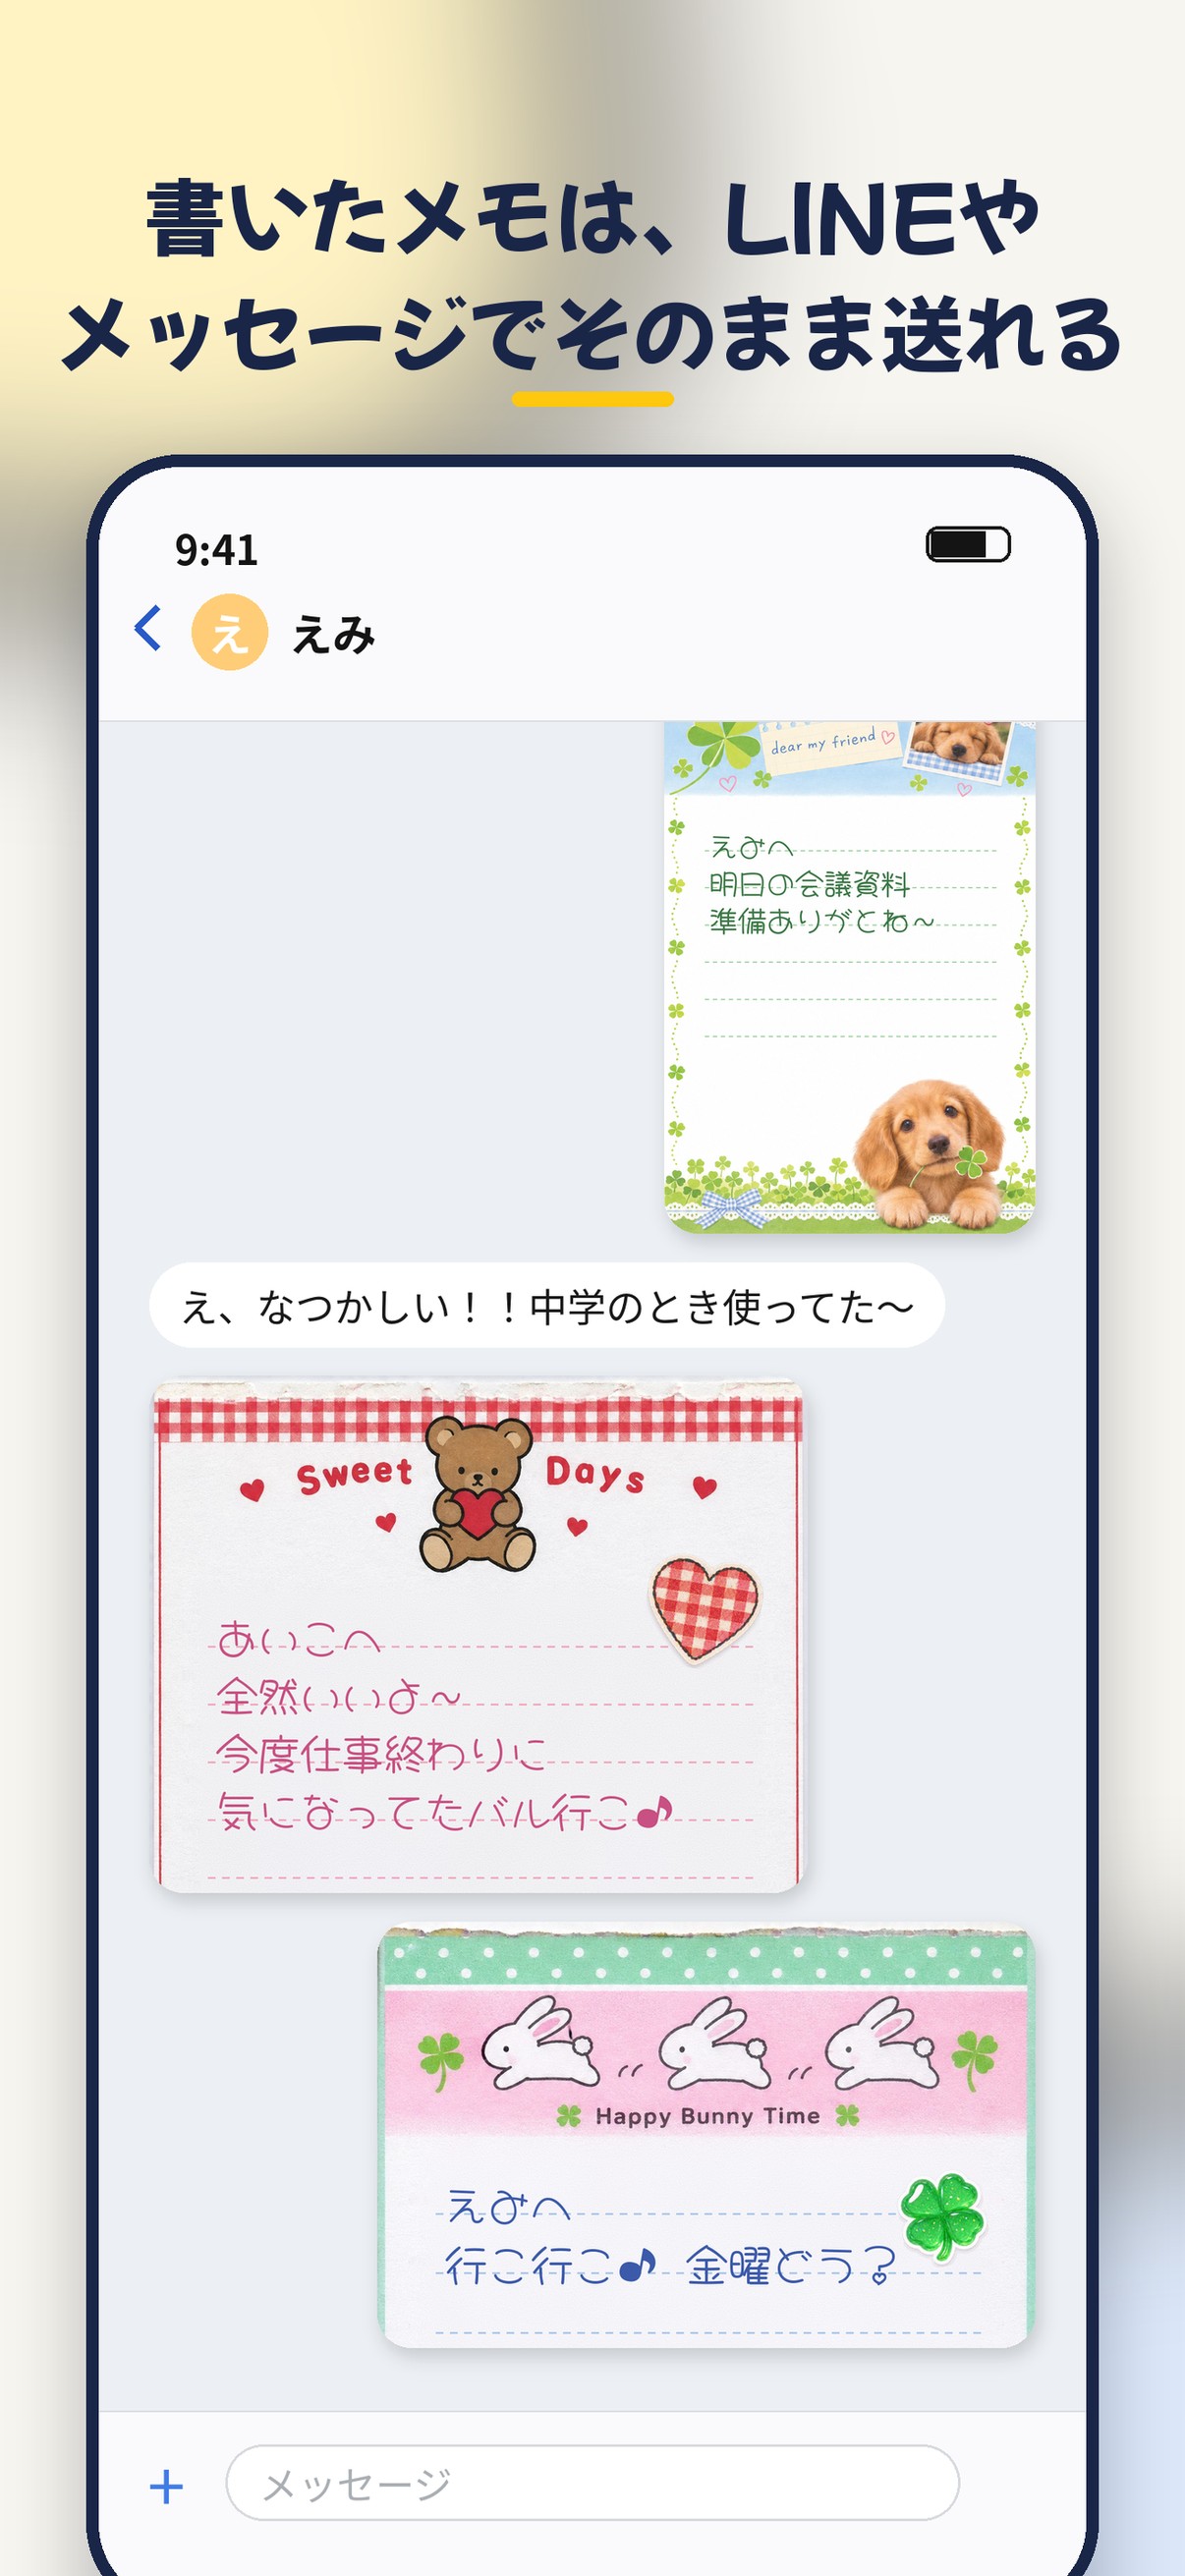 書いたメモは、LINEや
メッセージでそのまま送れる
9:41
え えみ
dear my friend
えみへ
明日の会議資料
準備ありがとね～
え、なつかしい！！中学のとき使ってた～
Sweet Days
あいこへ
全然いいよ～
今度仕事終わりに
気になってたバル行こ♪
Happy Bunny Time
えみへ
行こ行こ♪ 金曜どう？
+ メッセージ